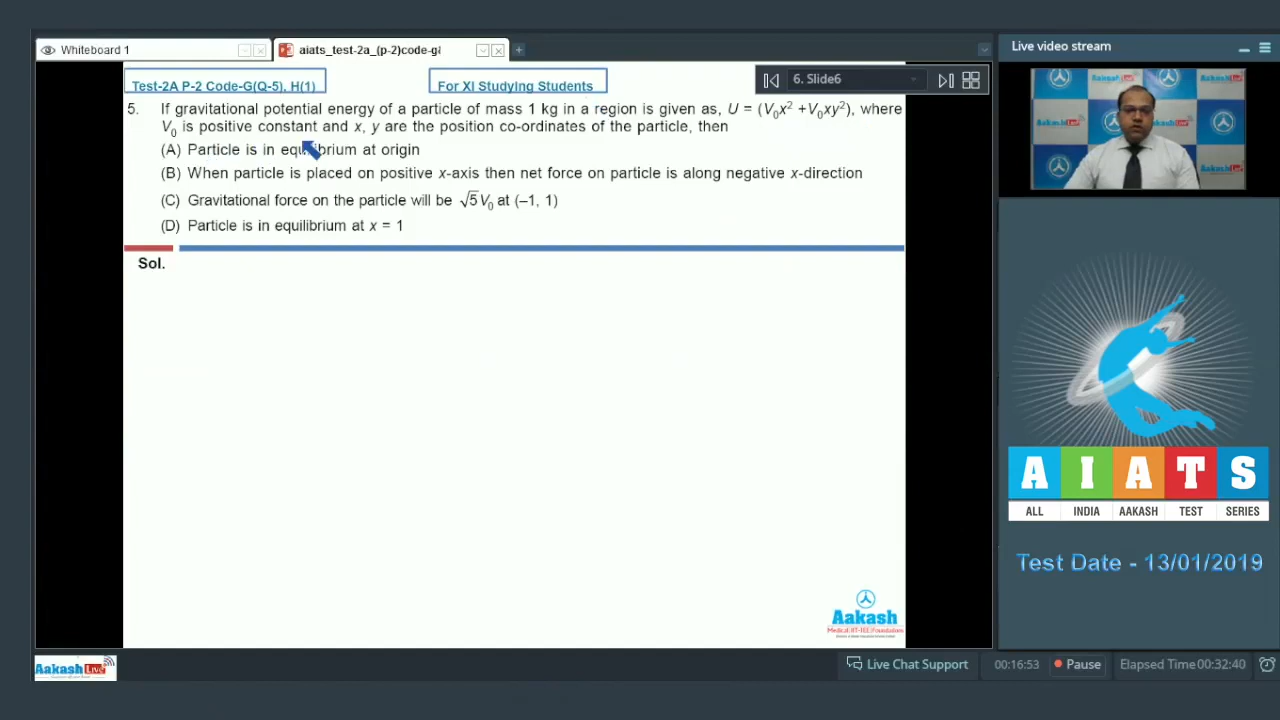 Whiteboard 1
aiats_test-2a_(p-2)code-g&
Live video stream
Test-2A P-2 Code-G(Q-5), H(1)
For XI Studying Students
6. Slide6
5. If gravitational potential energy of a particle of mass 1 kg in a region is given as, U = (V₀x² +V₀xy²), where
V₀ is positive constant and x, y are the position co-ordinates of the particle, then
(A) Particle is in equilibrium at origin
(B) When particle is placed on positive x-axis then net force on particle is along negative x-direction
(C) Gravitational force on the particle will be √5V₀ at (–1, 1)
(D) Particle is in equilibrium at x = 1
Sol.
A I A T S
ALL INDIA AAKASH TEST SERIES
Test Date - 13/01/2019
Aakash
Medical|IIT-JEE|Foundations
Aakash Live
Live Chat Support
00:16:53
Pause
Elapsed Time 00:32:40